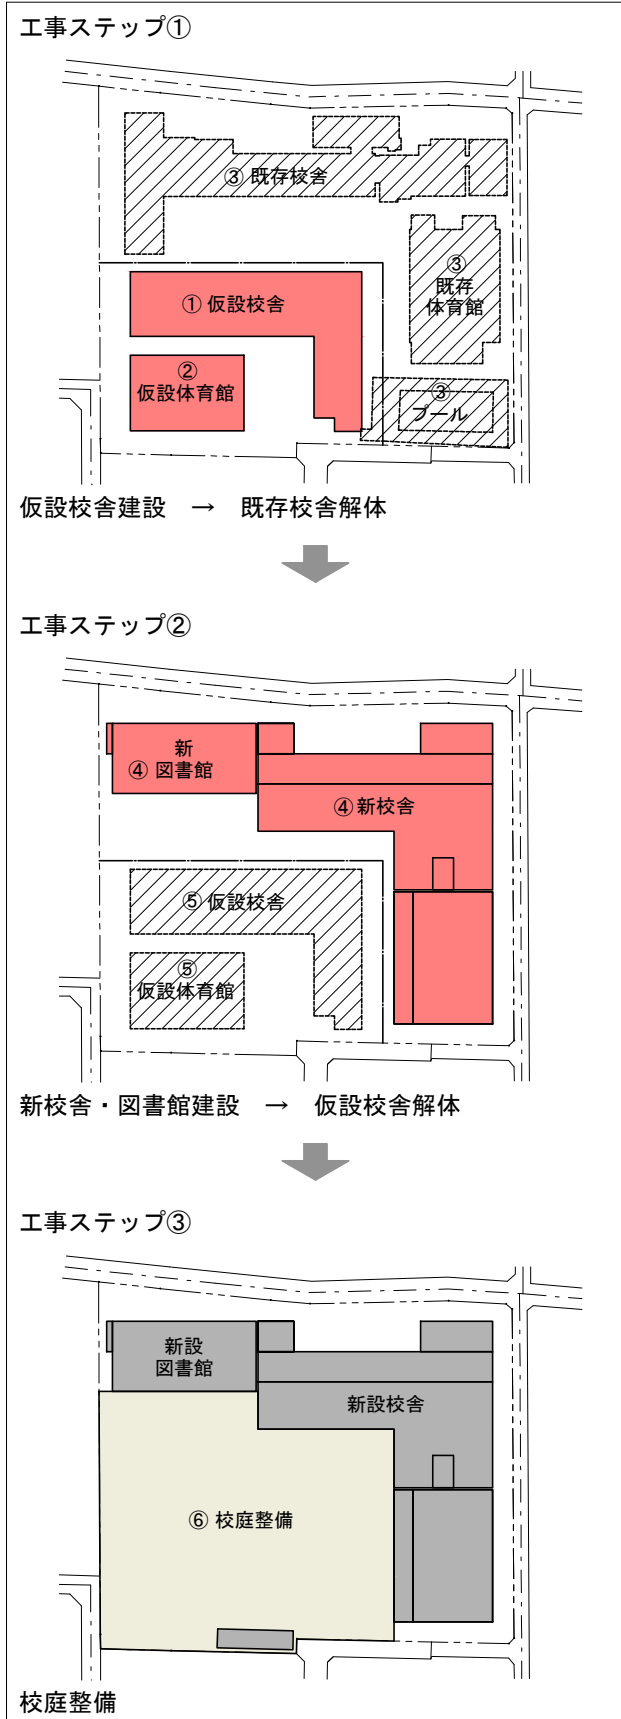 工事ステップ①
③ 既存校舎
③
既存
体育館
① 仮設校舎
②
仮設体育館
③
プール
仮設校舎建設　→　既存校舎解体
工事ステップ②
新
④ 図書館
④ 新校舎
⑤ 仮設校舎
⑤
仮設体育館
新校舎・図書館建設　→　仮設校舎解体
工事ステップ③
新設
図書館
新設校舎
⑥ 校庭整備
校庭整備